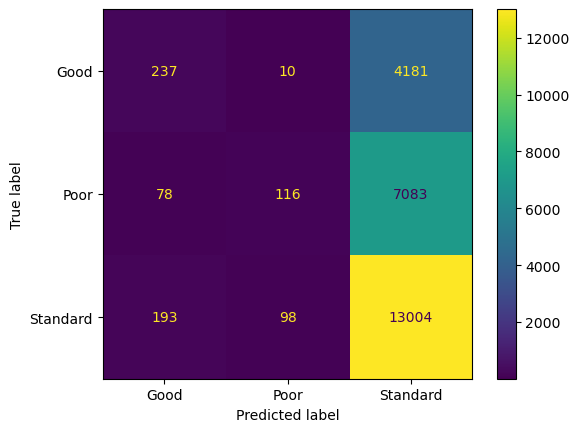 Good 237 10 4181
Poor 78 116 7083
Standard 193 98 13004
Good Poor Standard
Predicted label
True label
12000
10000
8000
6000
4000
2000